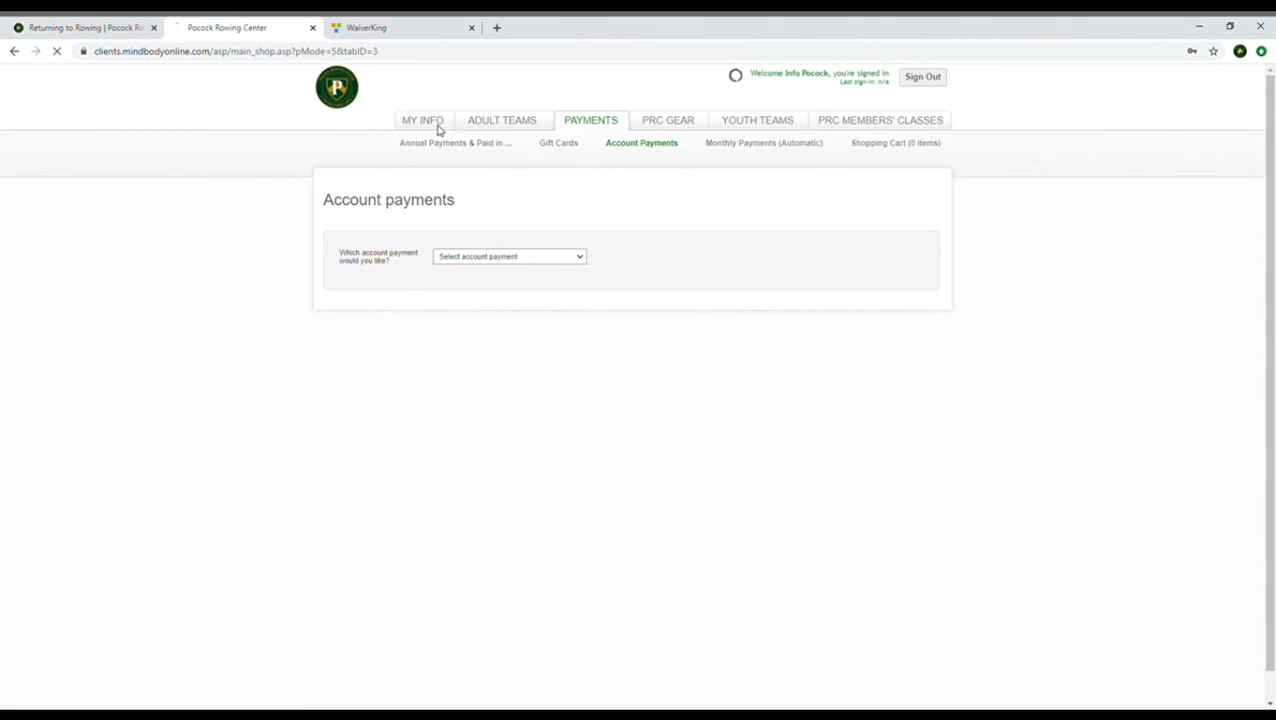 Returning to Rowing | Pocock Ro
Pocock Rowing Center
WaiverKing
clients.mindbodyonline.com/asp/main_shop.asp?pMode=5&tabID=3
P
Welcome Info Pocock, you're signed in
Last sign-in: n/a
Sign Out
MY INFO
ADULT TEAMS
PAYMENTS
PRC GEAR
YOUTH TEAMS
PRC MEMBERS' CLASSES
Annual Payments & Paid in ...
Gift Cards
Account Payments
Monthly Payments (Automatic)
Shopping Cart (0 items)
Account payments
Which account payment
would you like?
Select account payment